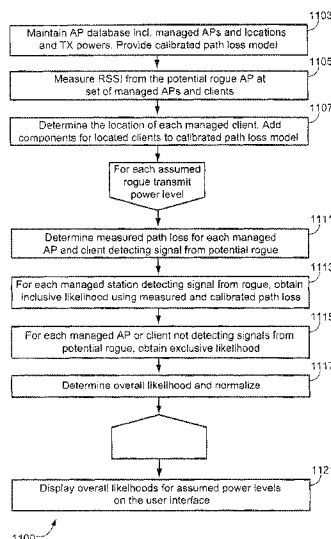 1103
Maintain AP database incl. managed APs and locations
and TX powers. Provide calibrated path loss model
1105
Measure RSSI from the potential rogue AP at
set of managed APs and clients
1107
Determine the location of each managed client. Add
components for located clients to calibrated path loss model
For each assumed
rogue transmit
power level
1111
Determine measured path loss for each managed
AP and client detecting signal from potential rogue
1113
For each managed station detecting signal from rogue, obtain
inclusive likelihood using measured and calibrated path loss
1115
For each managed AP or client not detecting signals from
potential rogue, obtain exclusive likelihood
1117
Determine overall likelihood and normalize
1121
Display overall likelihoods for assumed power levels
on the user interface
1100